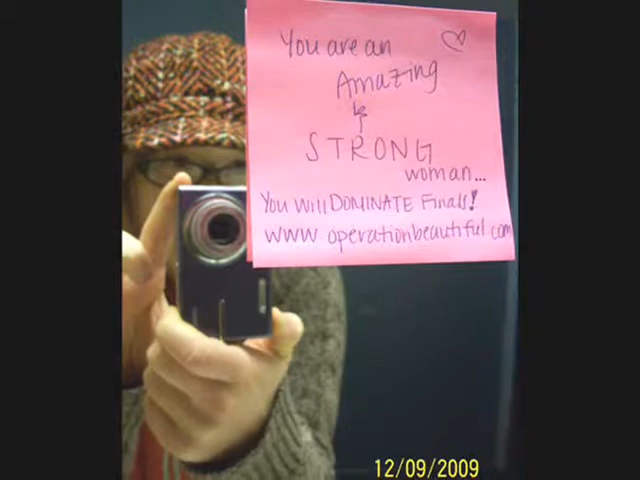 You are an
Amazing
&
STRONG
woman...
You will DOMINATE Finals!
www operationbeautiful.com
12/09/2009